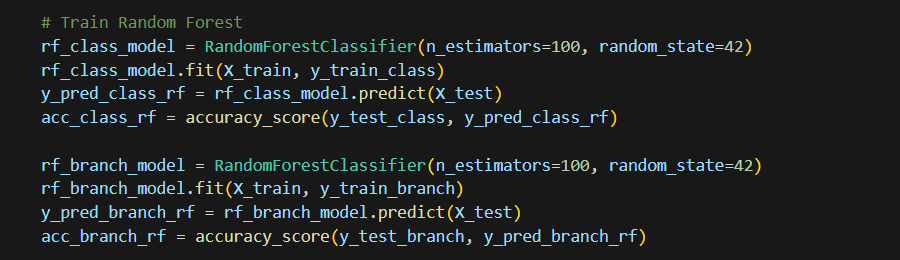 # Train Random Forest
rf_class_model = RandomForestClassifier(n_estimators=100, random_state=42)
rf_class_model.fit(X_train, y_train_class)
y_pred_class_rf = rf_class_model.predict(X_test)
acc_class_rf = accuracy_score(y_test_class, y_pred_class_rf)

rf_branch_model = RandomForestClassifier(n_estimators=100, random_state=42)
rf_branch_model.fit(X_train, y_train_branch)
y_pred_branch_rf = rf_branch_model.predict(X_test)
acc_branch_rf = accuracy_score(y_test_branch, y_pred_branch_rf)